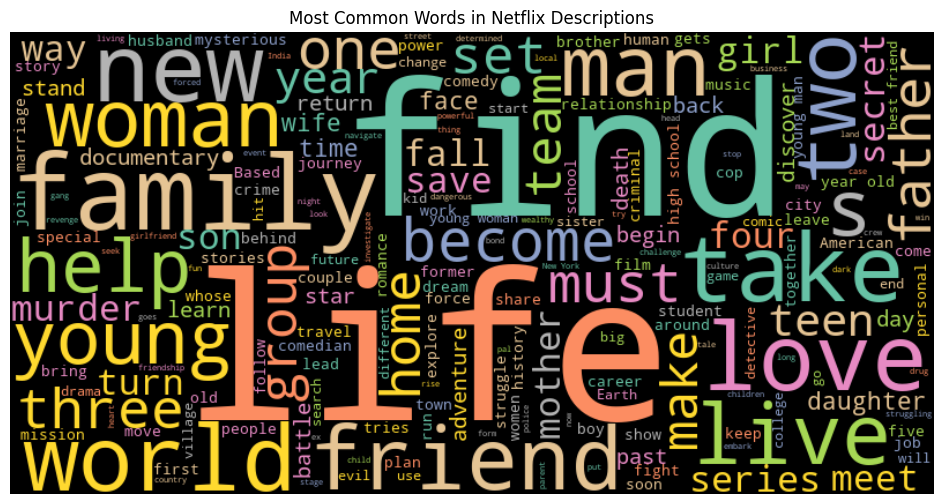 Most Common Words in Netflix Descriptions
way husband mysterious living one power street determined set brother human gets girl two secret
story new India year change local comedy man music business best friend
stand forced return face start relationship back discover young man father
marriage woman wife find powerful team thing head land
documentary time fall navigate high school cop stop year old case
family event journey save kid school death criminal may city s
join gang Based crime hit night dangerous work young woman wealthy sister try comic leave crew win
revenge look become begin four American come
special girlfriend son behind investigate bond challenge film together end
seek stories future former New York culture game dark
help fun couple romance dream must take personal
murder whose group star force share student love teen day
goes learn life home explore big around detective tale drug
young friendship travel different adventure mother make long
bring turn comedian lead rise pal history career go
drama follow search struggle women Earth daughter
three heart old town run boy college children struggling
mission move village people battle tries police now show keep live five job
world first ex friend form past embark will
country child evil plan parent put fight series meet
stage use soon